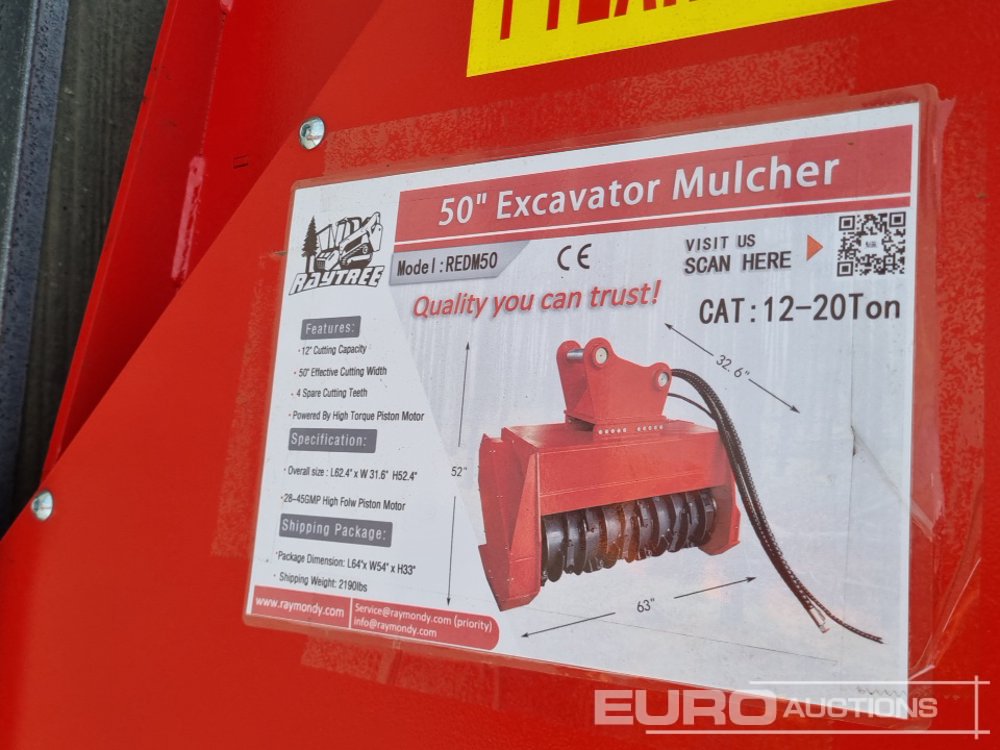 50" Excavator Mulcher
RAYTREE
Model:REDM50
CE
VISIT US
SCAN HERE
Quality you can trust!
CAT:12-20Ton
Features:
·12" Cutting Capacity
·50" Effective Cutting Width
·4 Spare Cutting Teeth
·Powered By High Torque Piston Motor
Specification:
·Overall size : L62.4" x W 31.6" H52.4"
·28-45GMP High Folw Piston Motor
Shipping Package:
·Package Dimension: L64"x W54" x H33"
·Shipping Weight: 2190lbs
www.raymondy.com
Service@raymondy.com (priority)
info@raymondy.com
32.6"
52"
63"
EURO AUCTIONS